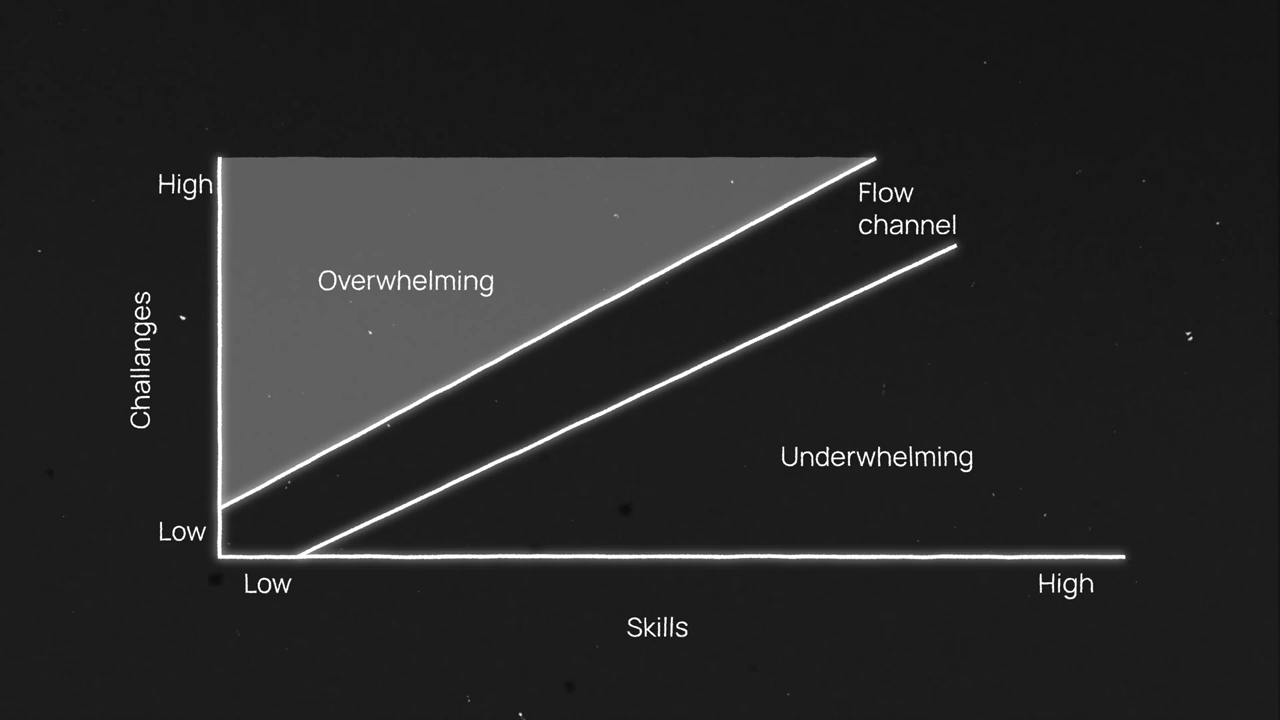 High
Flow
channel
Overwhelming
Challanges
Underwhelming
Low
Low
High
Skills